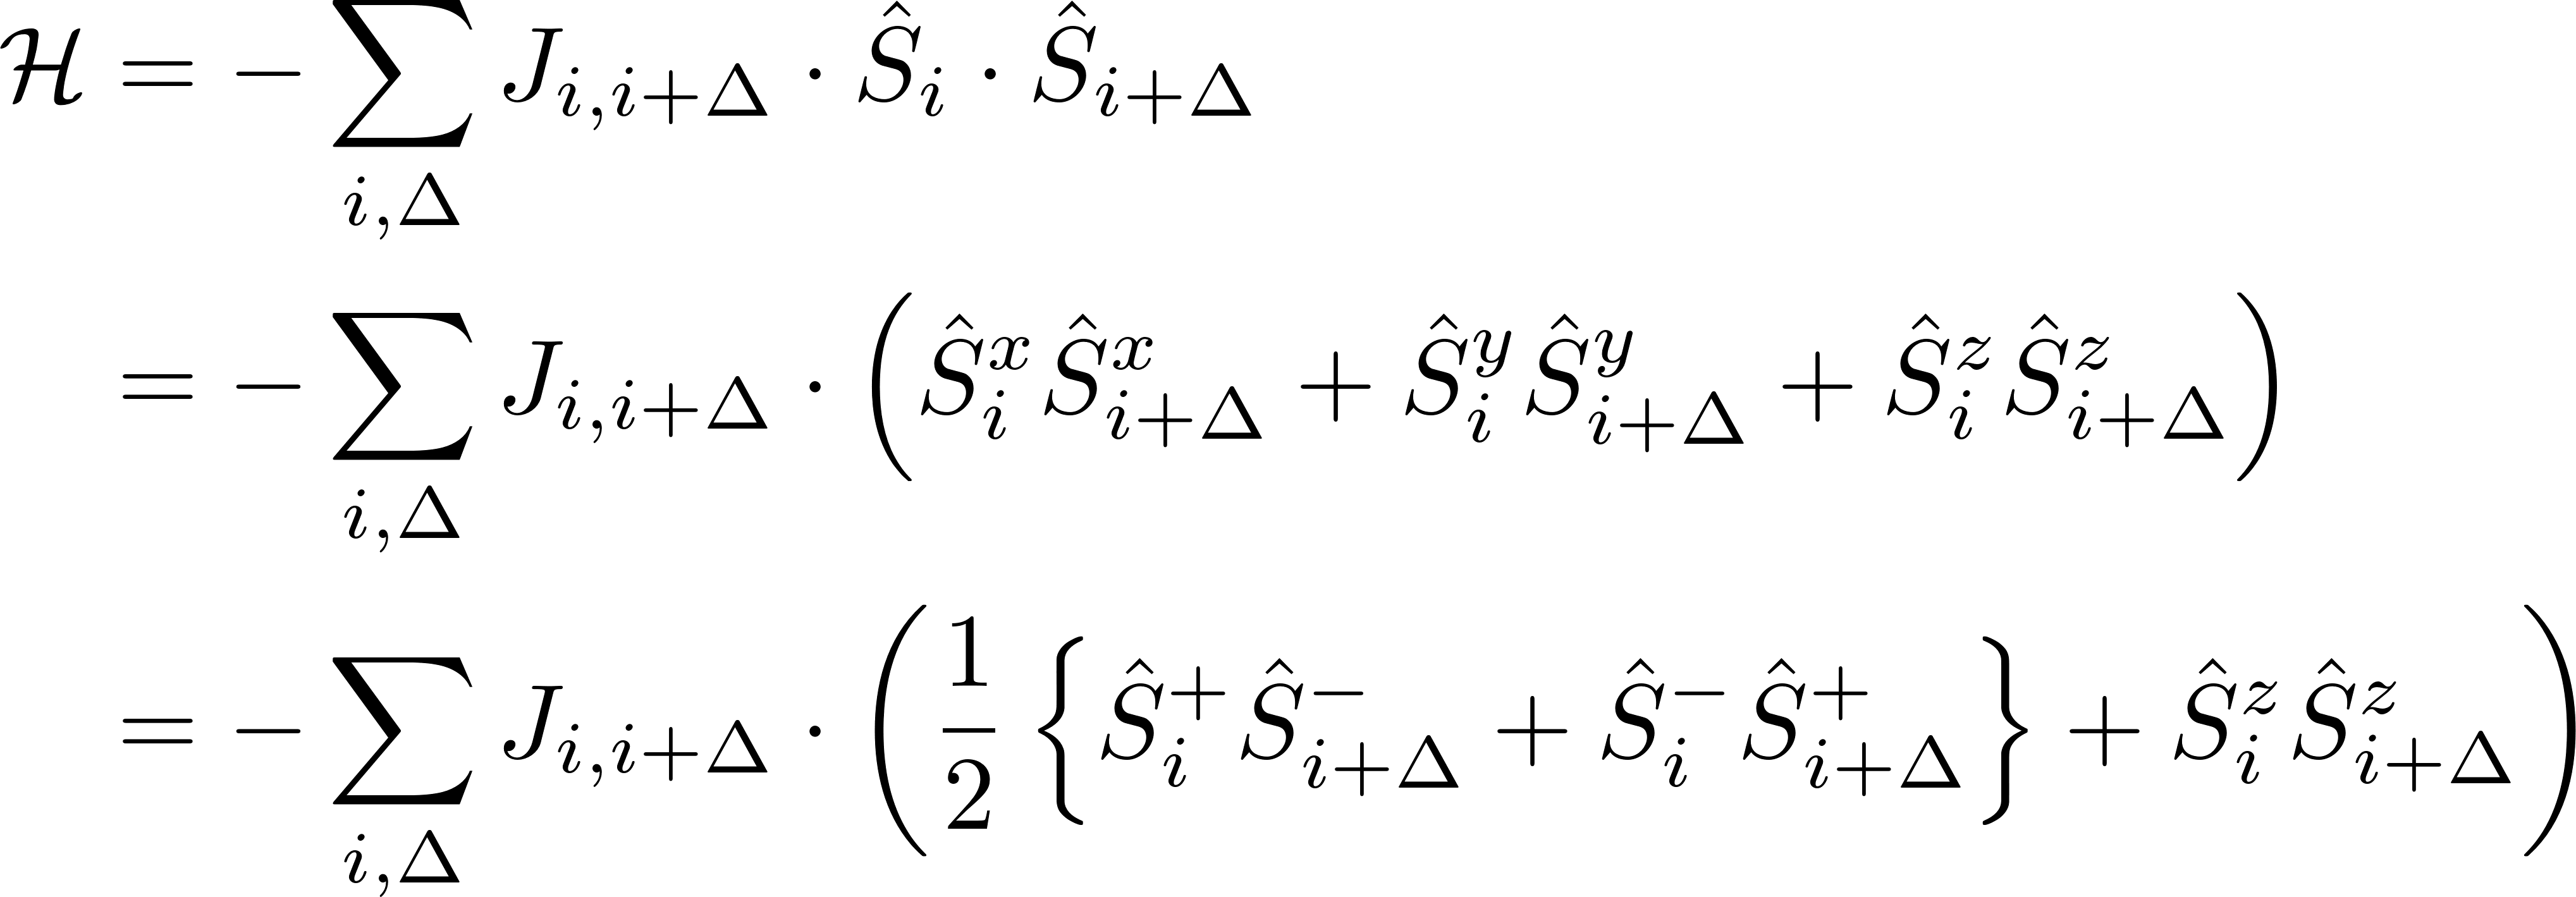 \mathcal{H} = -\sum_{i,\Delta} J_{i,i+\Delta} \cdot \hat{S}_i \cdot \hat{S}_{i+\Delta}
= -\sum_{i,\Delta} J_{i,i+\Delta} \cdot \left( \hat{S}_i^x \hat{S}_{i+\Delta}^x + \hat{S}_i^y \hat{S}_{i+\Delta}^y + \hat{S}_i^z \hat{S}_{i+\Delta}^z \right)
= -\sum_{i,\Delta} J_{i,i+\Delta} \cdot \left( \frac{1}{2} \left\{ \hat{S}_i^+ \hat{S}_{i+\Delta}^- + \hat{S}_i^- \hat{S}_{i+\Delta}^+ \right\} + \hat{S}_i^z \hat{S}_{i+\Delta}^z \right)